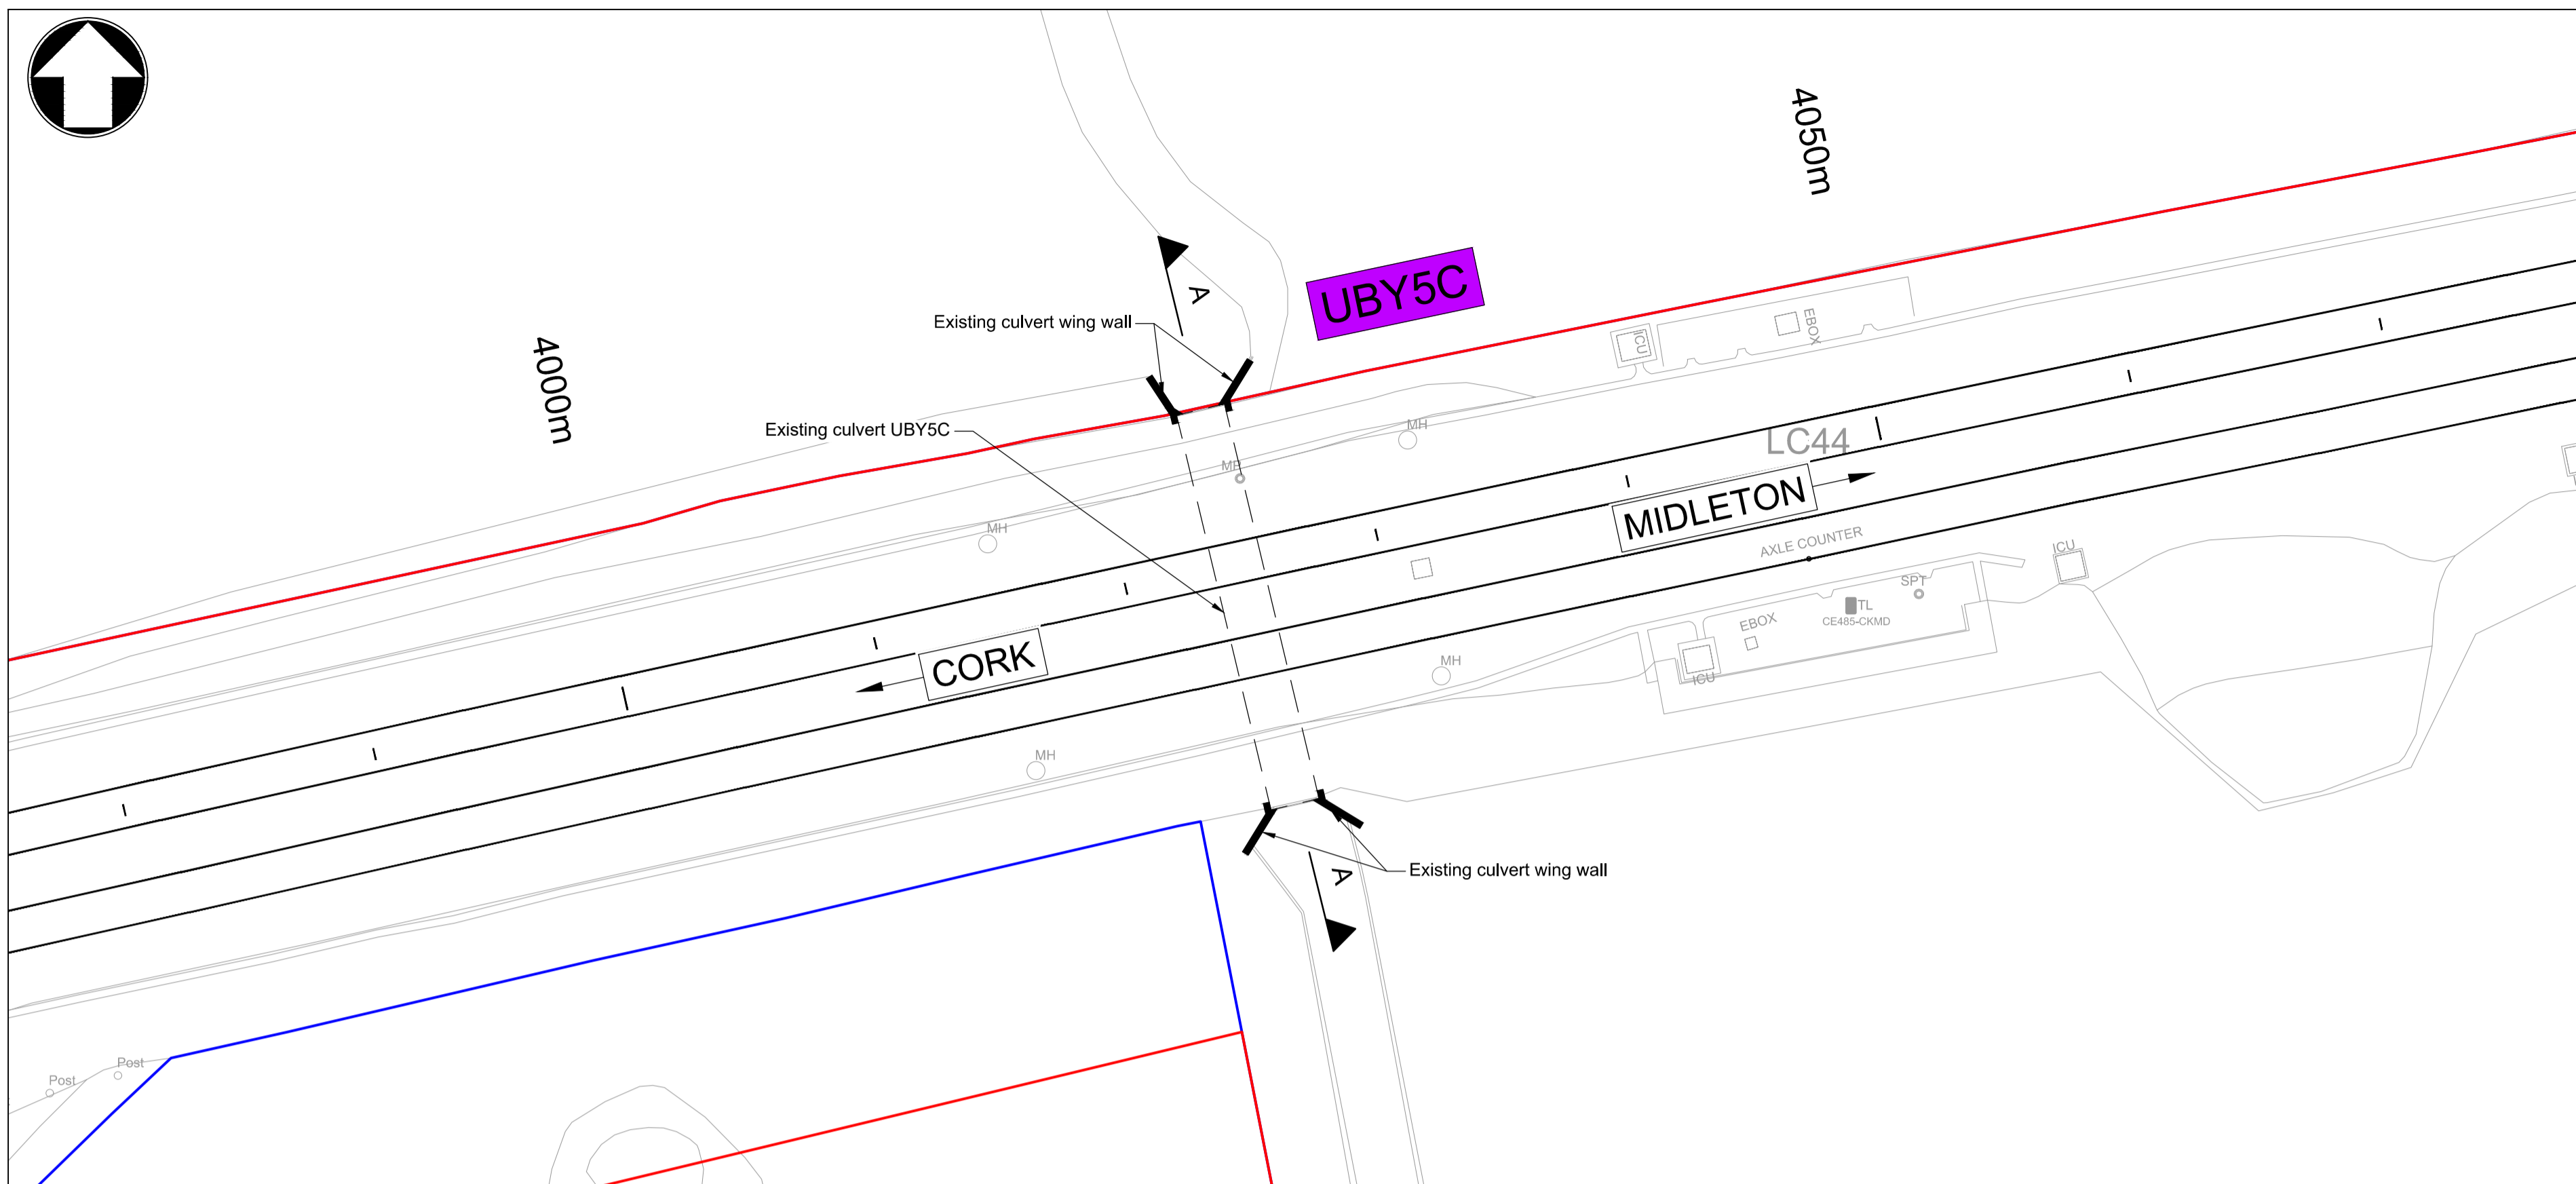 4050m
UBY5C
A
Existing culvert wing wall
EBOX
ICU
4000m
Existing culvert UBY5C
MH
LC44
MP
MIDLETON
MH
AXLE COUNTER
ICU
SPT
TL
CE485-CKMD
EBOX
CORK
MH
ICU
MH
Existing culvert wing wall
A
Post
Post